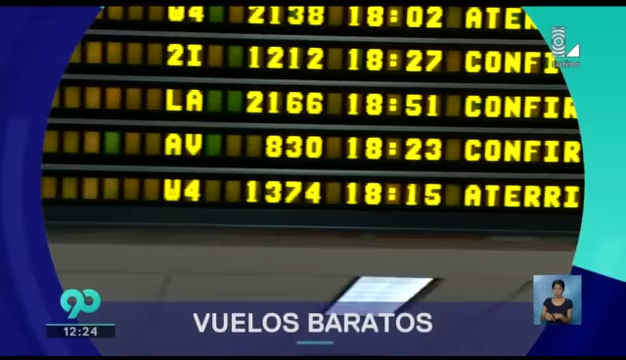 W4 2138 18:02 ATER
2I 1212 18:27 CONFI
Latina
LA 2166 18:51 CONFIR
AV 830 18:23 CONFIR
W4 1374 18:15 ATERRI
90
12:24
VUELOS BARATOS